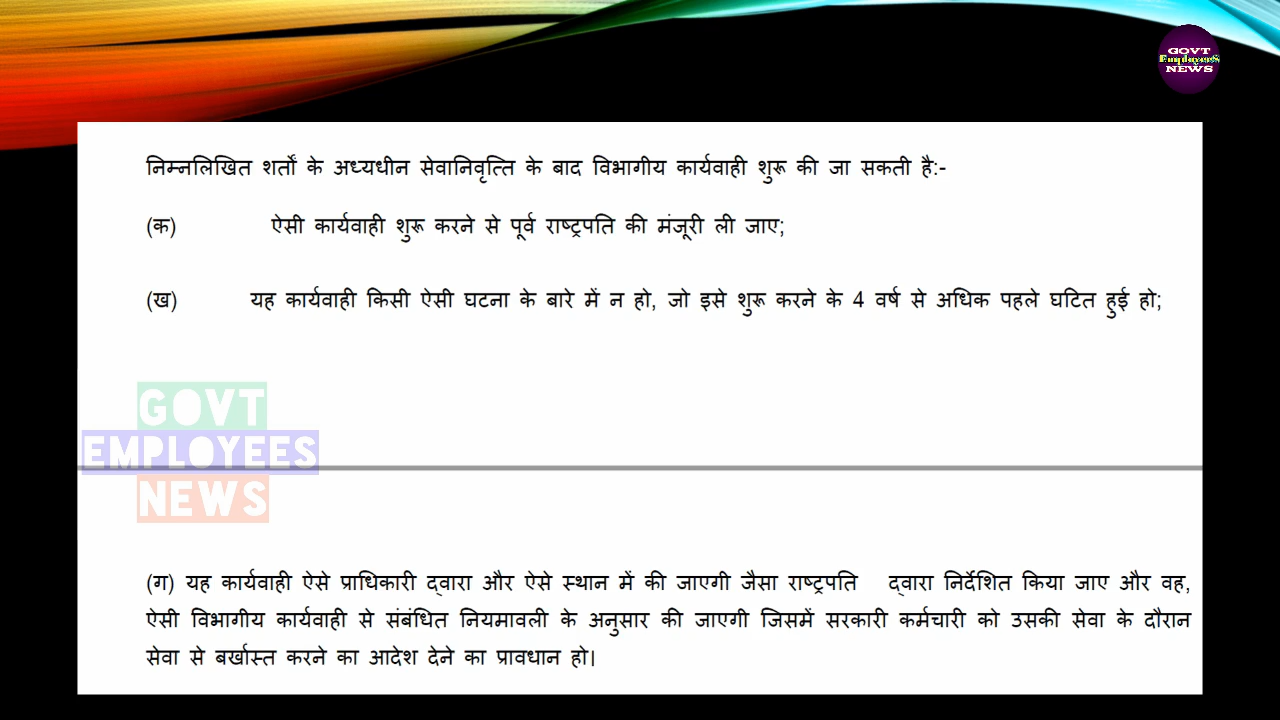 GOVT
Employees
NEWS
निम्नलिखित शर्तों के अध्यधीन सेवानिवृत्ति के बाद विभागीय कार्यवाही शुरू की जा सकती है:-
(क) ऐसी कार्यवाही शुरू करने से पूर्व राष्ट्रपति की मंजूरी ली जाए;
(ख) यह कार्यवाही किसी ऐसी घटना के बारे में न हो, जो इसे शुरू करने के 4 वर्ष से अधिक पहले घटित हुई हो;
GOVT
EMPLOYEES
NEWS
(ग) यह कार्यवाही ऐसे प्राधिकारी द्वारा और ऐसे स्थान में की जाएगी जैसा राष्ट्रपति द्वारा निर्देशित किया जाए और वह,
ऐसी विभागीय कार्यवाही से संबंधित नियमावली के अनुसार की जाएगी जिसमें सरकारी कर्मचारी को उसकी सेवा के दौरान
सेवा से बर्खास्त करने का आदेश देने का प्रावधान हो।